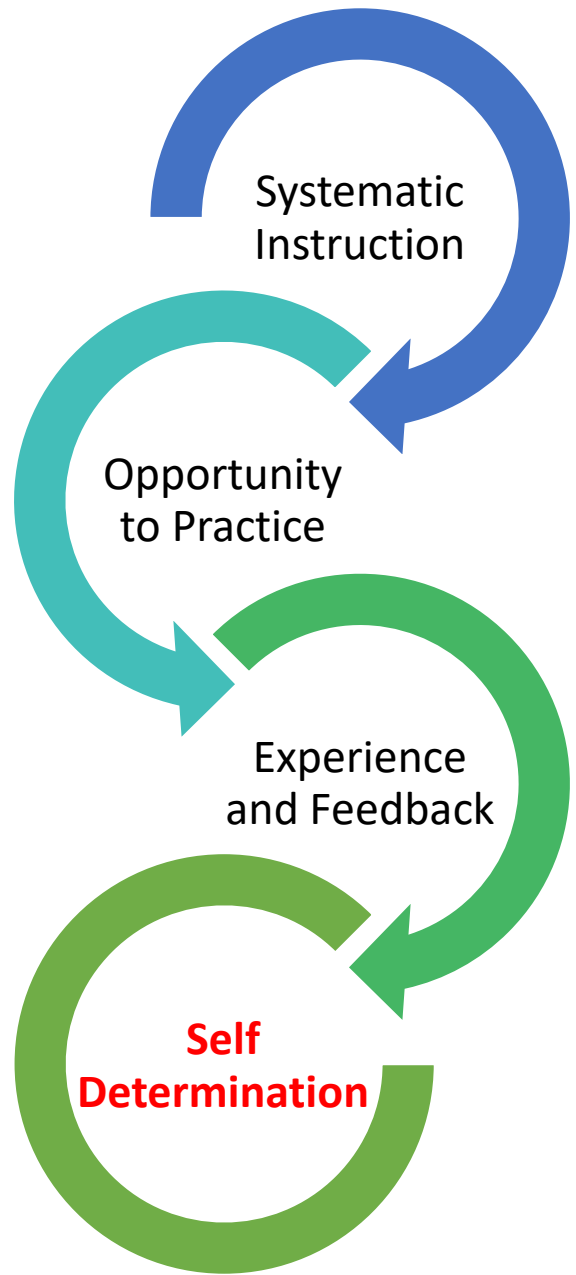 Systematic
Instruction
Opportunity
to Practice
Experience
and Feedback
Self
Determination